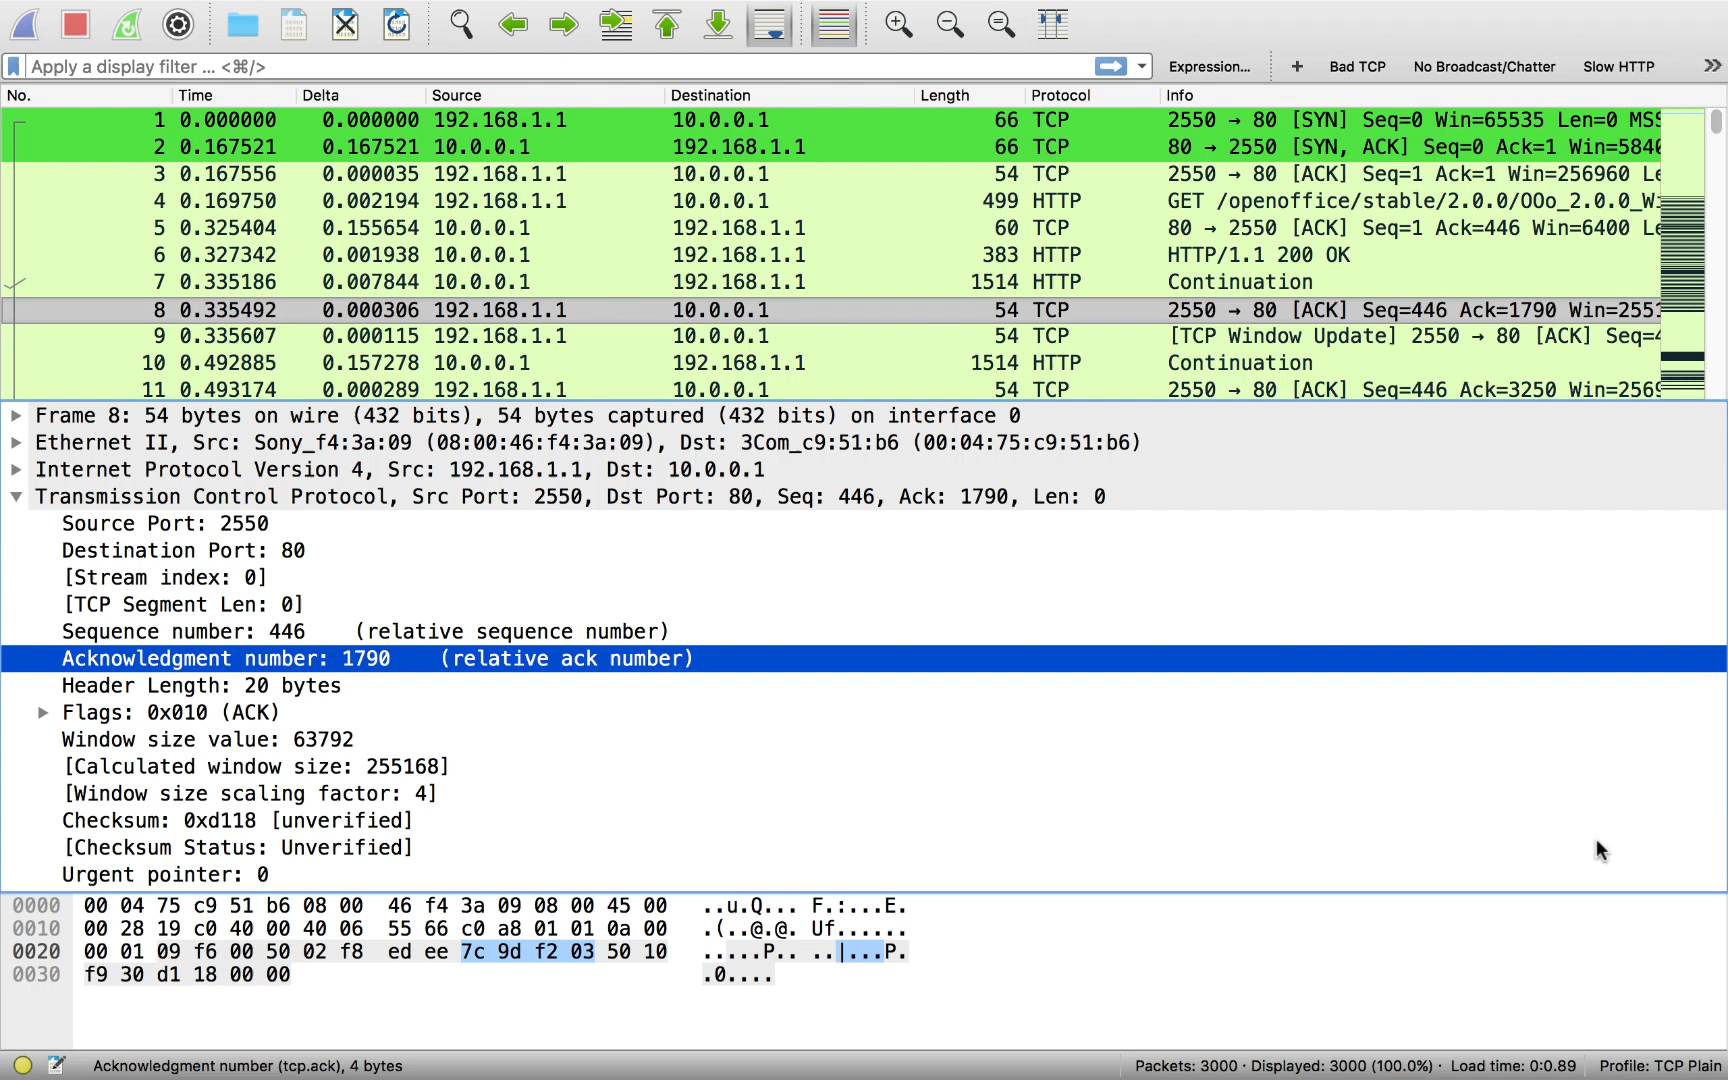 Apply a display filter ... <⌘/>
Expression... + Bad TCP No Broadcast/Chatter Slow HTTP »
No. Time Delta Source Destination Length Protocol Info
1 0.000000 0.000000 192.168.1.1 10.0.0.1 66 TCP 2550 → 80 [SYN] Seq=0 Win=65535 Len=0 MSS
2 0.167521 0.167521 10.0.0.1 192.168.1.1 66 TCP 80 → 2550 [SYN, ACK] Seq=0 Ack=1 Win=5840
3 0.167556 0.000035 192.168.1.1 10.0.0.1 54 TCP 2550 → 80 [ACK] Seq=1 Ack=1 Win=256960 Le
4 0.169750 0.002194 192.168.1.1 10.0.0.1 499 HTTP GET /openoffice/stable/2.0.0/OOo_2.0.0_Wi
5 0.325404 0.155654 10.0.0.1 192.168.1.1 60 TCP 80 → 2550 [ACK] Seq=1 Ack=446 Win=6400 Le
6 0.327342 0.001938 10.0.0.1 192.168.1.1 383 HTTP HTTP/1.1 200 OK
7 0.335186 0.007844 10.0.0.1 192.168.1.1 1514 HTTP Continuation
8 0.335492 0.000306 192.168.1.1 10.0.0.1 54 TCP 2550 → 80 [ACK] Seq=446 Ack=1790 Win=2551
9 0.335607 0.000115 192.168.1.1 10.0.0.1 54 TCP [TCP Window Update] 2550 → 80 [ACK] Seq=4
10 0.492885 0.157278 10.0.0.1 192.168.1.1 1514 HTTP Continuation
11 0.493174 0.000289 192.168.1.1 10.0.0.1 54 TCP 2550 → 80 [ACK] Seq=446 Ack=3250 Win=2569
Frame 8: 54 bytes on wire (432 bits), 54 bytes captured (432 bits) on interface 0
Ethernet II, Src: Sony_f4:3a:09 (08:00:46:f4:3a:09), Dst: 3Com_c9:51:b6 (00:04:75:c9:51:b6)
Internet Protocol Version 4, Src: 192.168.1.1, Dst: 10.0.0.1
Transmission Control Protocol, Src Port: 2550, Dst Port: 80, Seq: 446, Ack: 1790, Len: 0
Source Port: 2550
Destination Port: 80
[Stream index: 0]
[TCP Segment Len: 0]
Sequence number: 446 (relative sequence number)
Acknowledgment number: 1790 (relative ack number)
Header Length: 20 bytes
Flags: 0x010 (ACK)
Window size value: 63792
[Calculated window size: 255168]
[Window size scaling factor: 4]
Checksum: 0xd118 [unverified]
[Checksum Status: Unverified]
Urgent pointer: 0
0000 00 04 75 c9 51 b6 08 00 46 f4 3a 09 08 00 45 00 ..u.Q... F.:...E.
0010 00 28 19 c0 40 00 40 06 55 66 c0 a8 01 01 0a 00 .(..@.@. Uf......
0020 00 01 09 f6 00 50 02 f8 ed ee 7c 9d f2 03 50 10 .....P.. ..|...P.
0030 f9 30 d1 18 00 00 .0....
Acknowledgment number (tcp.ack), 4 bytes
Packets: 3000 · Displayed: 3000 (100.0%) · Load time: 0:0.89
Profile: TCP Plain